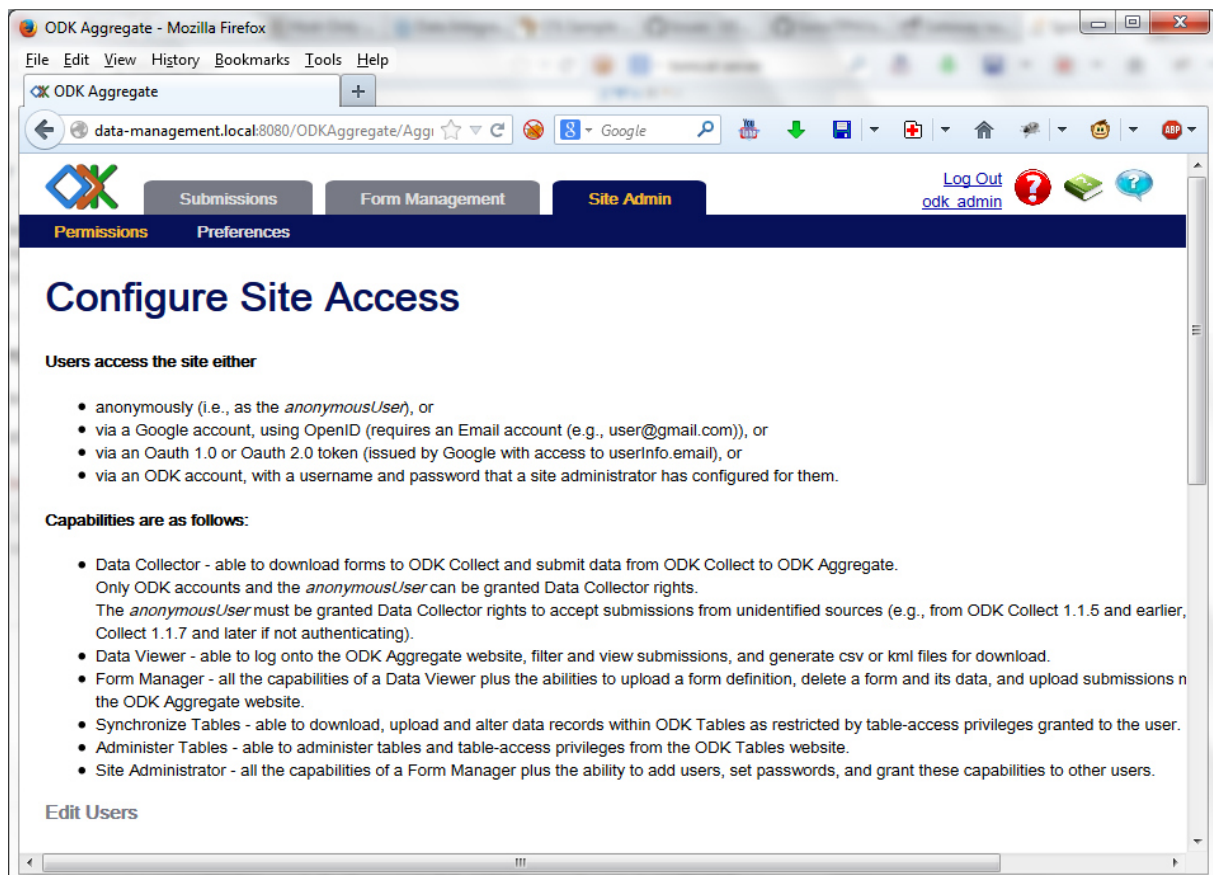 ODK Aggregate - Mozilla Firefox
File Edit View History Bookmarks Tools Help
ODK Aggregate +
data-management.local:8080/ODKAggregate/Aggr 8 Google ABP
Submissions Form Management Site Admin Log Out
odk_admin
Permissions Preferences
Configure Site Access
Users access the site either
• anonymously (i.e., as the anonymousUser), or
• via a Google account, using OpenID (requires an Email account (e.g., user@gmail.com)), or
• via an Oauth 1.0 or Oauth 2.0 token (issued by Google with access to userInfo.email), or
• via an ODK account, with a username and password that a site administrator has configured for them.
Capabilities are as follows:
• Data Collector - able to download forms to ODK Collect and submit data from ODK Collect to ODK Aggregate.
Only ODK accounts and the anonymousUser can be granted Data Collector rights.
The anonymousUser must be granted Data Collector rights to accept submissions from unidentified sources (e.g., from ODK Collect 1.1.5 and earlier,
Collect 1.1.7 and later if not authenticating).
• Data Viewer - able to log onto the ODK Aggregate website, filter and view submissions, and generate csv or kml files for download.
• Form Manager - all the capabilities of a Data Viewer plus the abilities to upload a form definition, delete a form and its data, and upload submissions
the ODK Aggregate website.
• Synchronize Tables - able to download, upload and alter data records within ODK Tables as restricted by table-access privileges granted to the user.
• Administer Tables - able to administer tables and table-access privileges from the ODK Tables website.
• Site Administrator - all the capabilities of a Form Manager plus the ability to add users, set passwords, and grant these capabilities to other users.
Edit Users